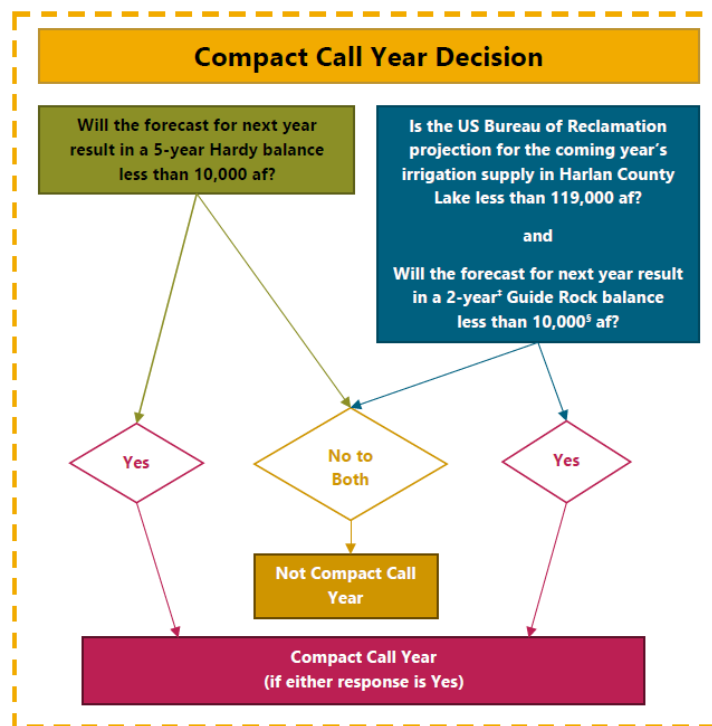 Compact Call Year Decision
Will the forecast for next year
result in a 5-year Hardy balance
less than 10,000 af?
Is the US Bureau of Reclamation
projection for the coming year’s
irrigation supply in Harlan County
Lake less than 119,000 af?
and
Will the forecast for next year result
in a 2-year‡ Guide Rock balance
less than 10,000§ af?
Yes
No to
Both
Yes
Not Compact Call
Year
Compact Call Year
(if either response is Yes)